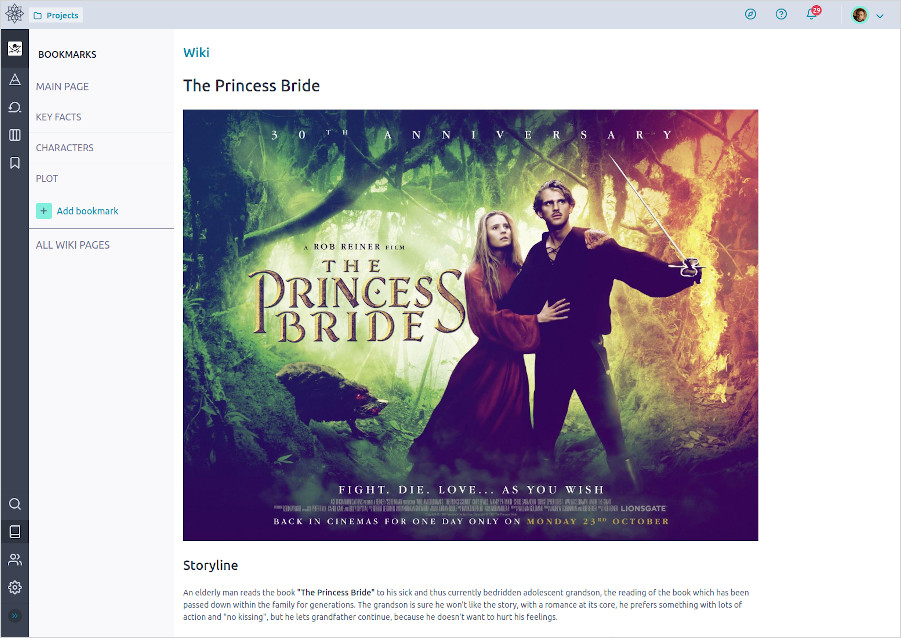 Projects
29
BOOKMARKS
MAIN PAGE
KEY FACTS
CHARACTERS
PLOT
+ Add bookmark
ALL WIKI PAGES
Wiki
The Princess Bride
30TH ANNIVERSARY
A ROB REINER FILM
THE
PRINCESS
BRIDE
FIGHT. DIE. LOVE... AS YOU WISH
LIONSGATE
BACK IN CINEMAS FOR ONE DAY ONLY ON MONDAY 23RD OCTOBER
Storyline
An elderly man reads the book "The Princess Bride" to his sick and thus currently bedridden adolescent grandson, the reading of the book which has been
passed down within the family for generations. The grandson is sure he won't like the story, with a romance at its core, he prefers something with lots of
action and "no kissing", but he lets grandfather continue, because he doesn't want to hurt his feelings.